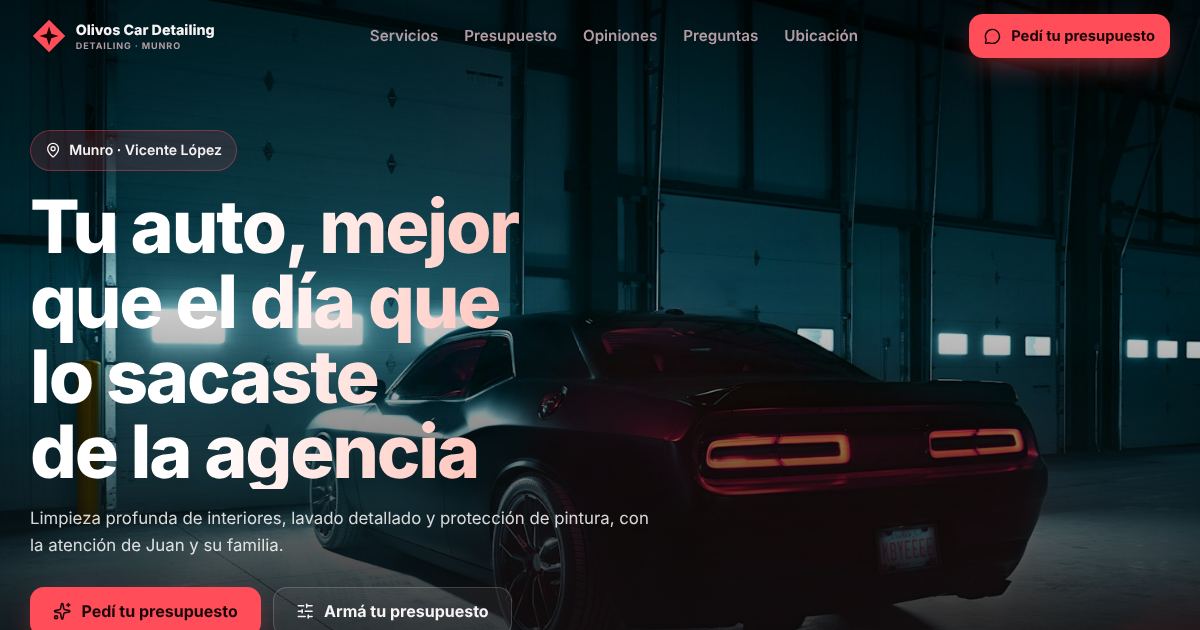 Olivos Car Detailing
DETAILING · MUNRO
Servicios
Presupuesto
Opiniones
Preguntas
Ubicación
Pedí tu presupuesto
Munro · Vicente López
Tu auto, mejor
que el día que
lo sacaste
de la agencia
Limpieza profunda de interiores, lavado detallado y protección de pintura, con
la atención de Juan y su familia.
Pedí tu presupuesto
Armá tu presupuesto
KBYEEEE